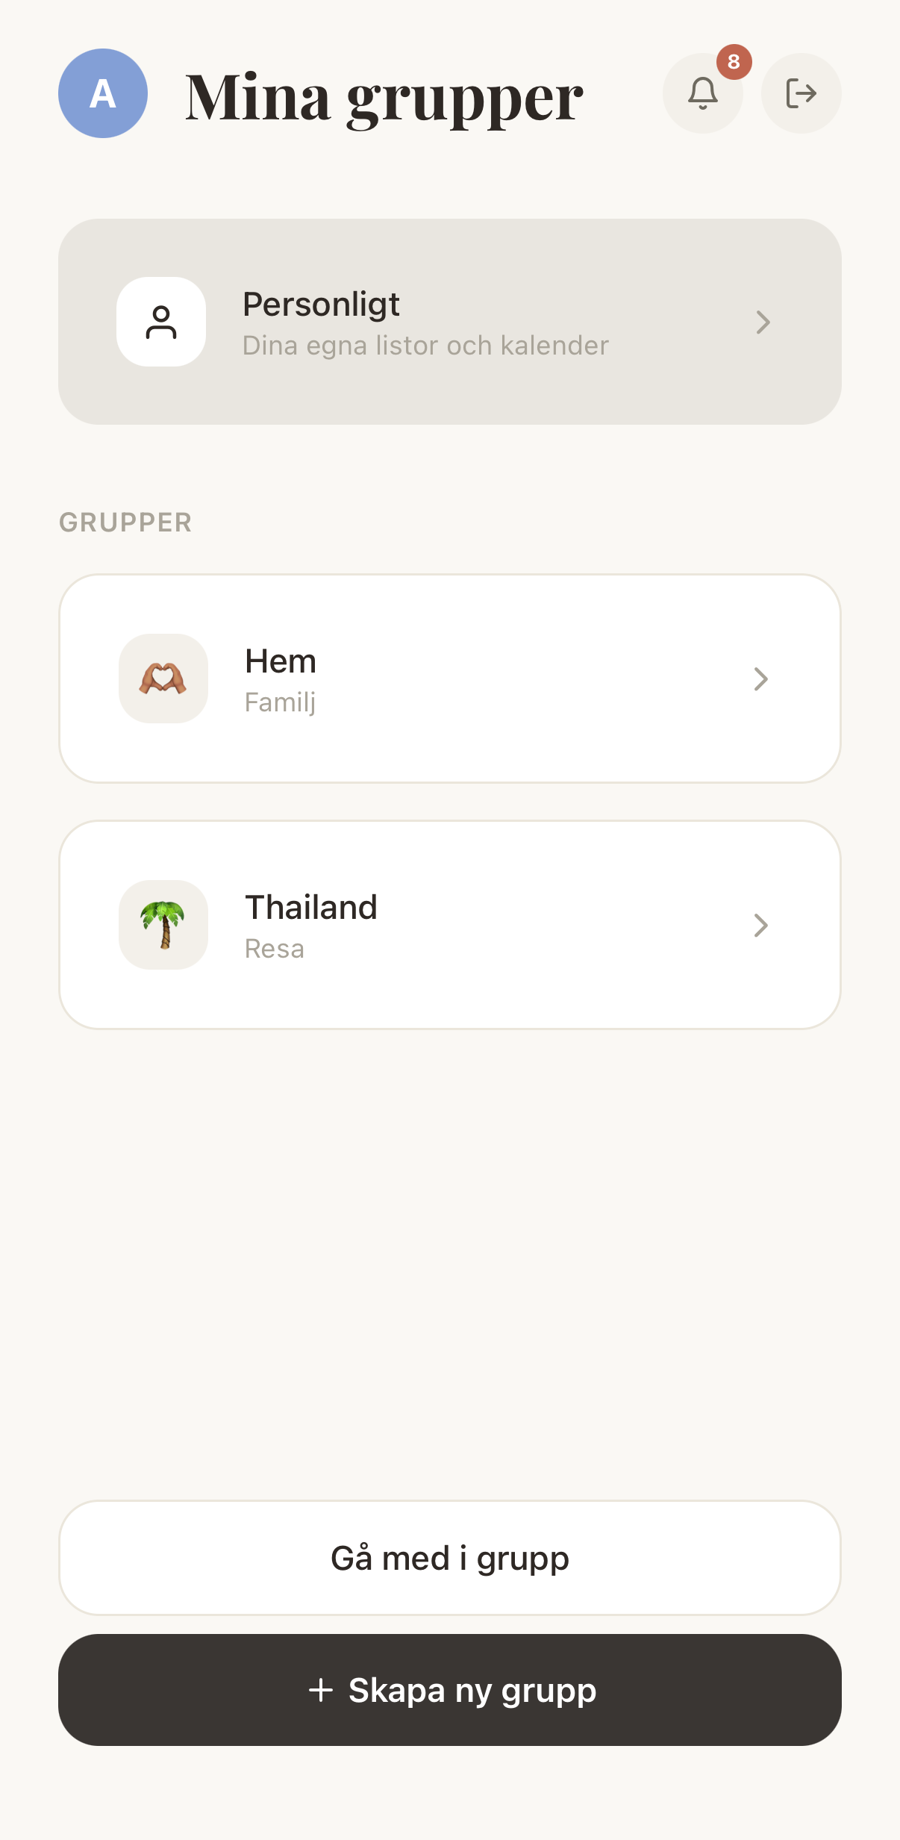 A
Mina grupper
8
Personligt
Dina egna listor och kalender
GRUPPER
Hem
Familj
Thailand
Resa
Gå med i grupp
+ Skapa ny grupp